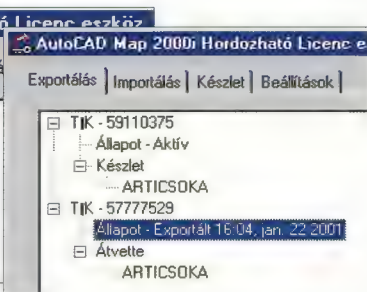 ó Licenc eszköz
AutoCAD Map 2000i Hordozható Licenc e
Exportálás Importálás Készlet Beállítások
TIK - 59110375
Állapot - Aktív
Készlet
ARTICSOKA
TIK - 57777529
Állapot - Exportált 16:04, jan. 22 2001
Átvette
ARTICSOKA